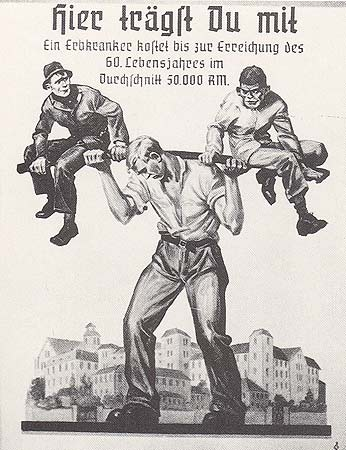 Hier trägst Du mit
Ein Erbkranker kostet bis zur Erreichung des
60. Lebensjahres im
Durchschnitt 50.000 RM.